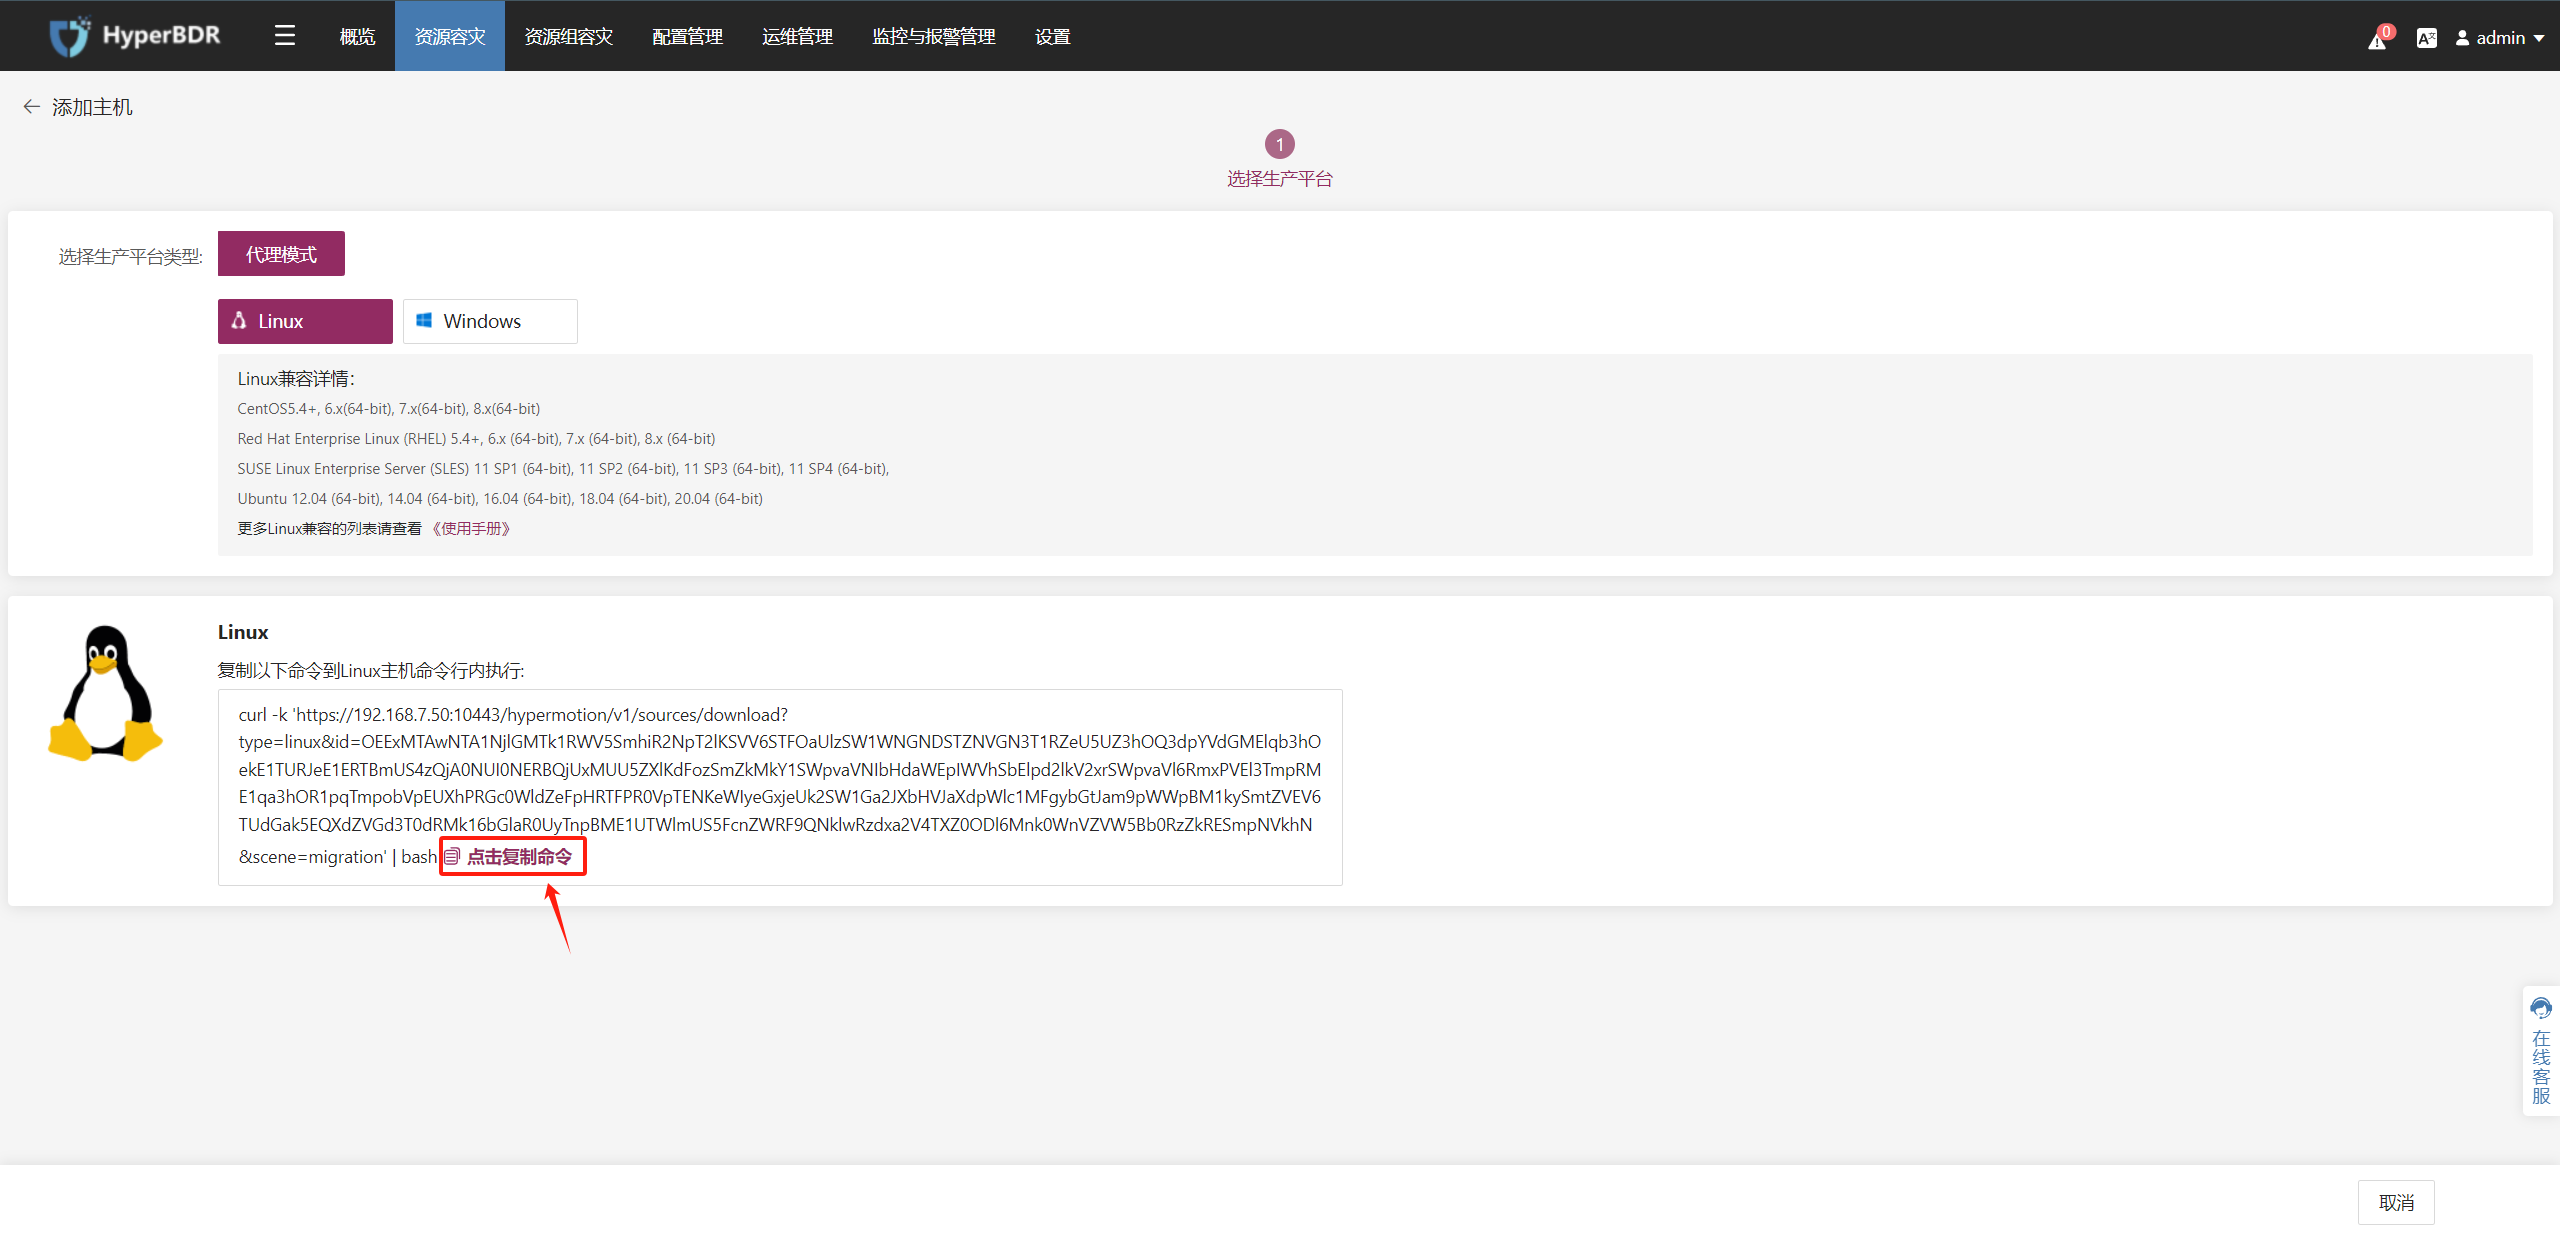 HyperBDR
概览 资源容灾 资源组容灾 配置管理 运维管理 监控与报警管理 设置
0 admin
添加主机
1
选择生产平台
选择生产平台类型: 代理模式
Linux Windows
Linux兼容详情：
CentOS5.4+, 6.x(64-bit), 7.x(64-bit), 8.x(64-bit)
Red Hat Enterprise Linux (RHEL) 5.4+, 6.x (64-bit), 7.x (64-bit), 8.x (64-bit)
SUSE Linux Enterprise Server (SLES) 11 SP1 (64-bit), 11 SP2 (64-bit), 11 SP3 (64-bit), 11 SP4 (64-bit),
Ubuntu 12.04 (64-bit), 14.04 (64-bit), 16.04 (64-bit), 18.04 (64-bit), 20.04 (64-bit)
更多Linux兼容的列表请查看 《使用手册》
Linux
复制以下命令到Linux主机命令行内执行:
curl -k 'https://192.168.7.50:10443/hypermotion/v1/sources/download?
type=linux&id=OEExMTAwNTA1NjlGMTk1RWV5SmhiR2NpT2lKSVV6STFOaUlzSW1WNGNDSTZNVGN3T1RZeU5UZ3hOQ3dpYVdGMElqb3hO
ekE1TURJeE1ERTBmUS4zQjA0NUI0NERBQjUxMUU5ZXlKdFozSmZkMkY1SWpvaVNIbHdaWEpIWVhSbElpd2lkV2xrSWpvaVl6RmxPVEl3TmpRM
E1qa3hOR1pqTmpobVpEUXhPRGc0WldZeFpHRTFPR0VpTENKeWIyeGxjeUk2SW1Ga2JXbHVJaXdpWlc1MFgybGtJam9pWWpBM1kySmtZVEV6
TUdGak5EQXdZVGd3T0dRMk16bGlaR0UyTnpBME1UTWlmUS5FcnZWRF9QNklwRzdxa2V4TXZ0ODl6Mnk0WnVZVW5Bb0RzZkRESmpNVkhN
&scene=migration' | bash 点击复制命令
在线客服
取消